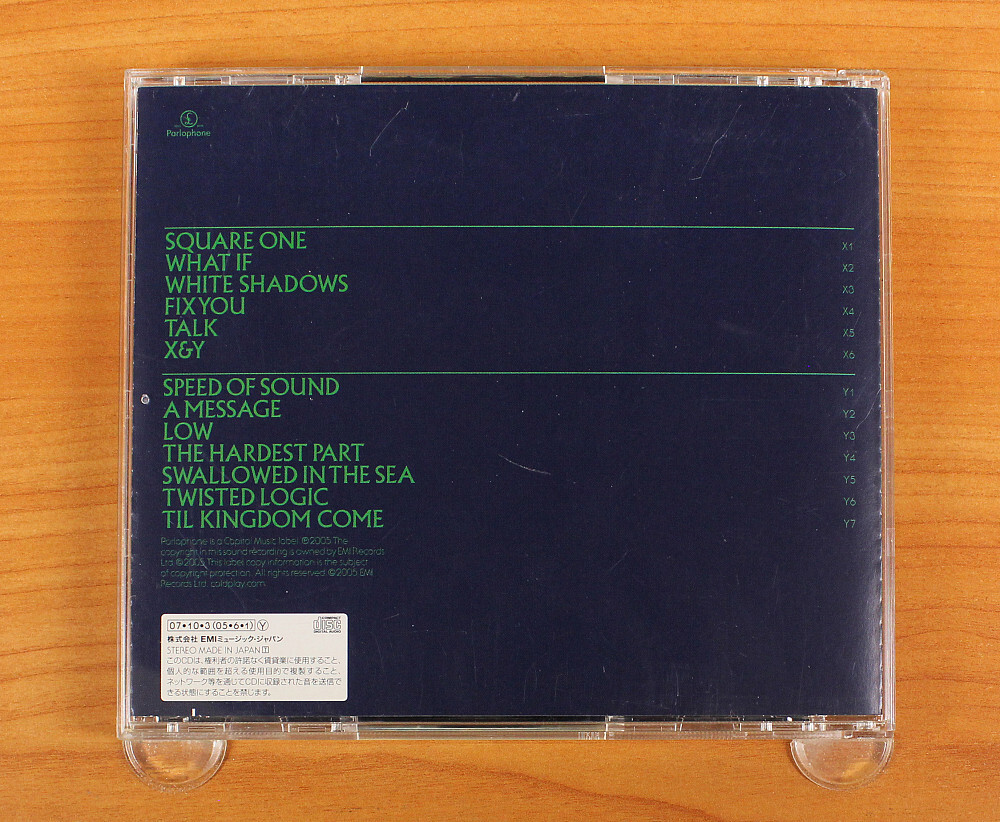 Parlophone
SQUARE ONE X1
WHAT IF X2
WHITE SHADOWS X3
FIX YOU X4
TALK X5
X&Y X6
SPEED OF SOUND Y1
A MESSAGE Y2
LOW Y3
THE HARDEST PART Y4
SWALLOWED IN THE SEA Y5
TWISTED LOGIC Y6
TIL KINGDOM COME Y7
Parlophone is a Capitol Music label. ℗2005 The
copyright in this sound recording is owned by EMI Records
Ltd. ©2005 This label copy information is the subject
of copyright protection. All rights reserved. ©2005 EMI
Records Ltd. coldplay.com
07•10•3 (05•6•1) Ⓨ
COMPACT
disc
DIGITAL AUDIO
株式会社 EMIミュージック・ジャパン
STEREO MADE IN JAPAN
このCDは、権利者の許諾なく賃貸業に使用すること、
個人的な範囲を超える使用目的で複製すること、
ネットワーク等を通じてCDに収録された音を送信で
きる状態にすることを禁じます。